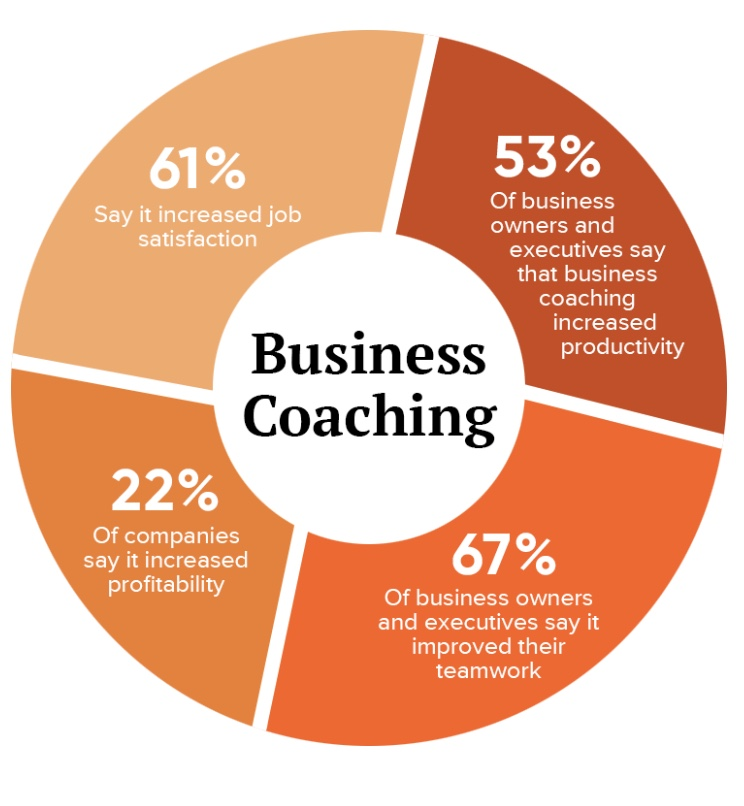 61%
Say it increased job
satisfaction
53%
Of business
owners and
executives say
that business
coaching
increased
productivity
Business
Coaching
22%
Of companies
say it increased
profitability
67%
Of business owners
and executives say it
improved their
teamwork